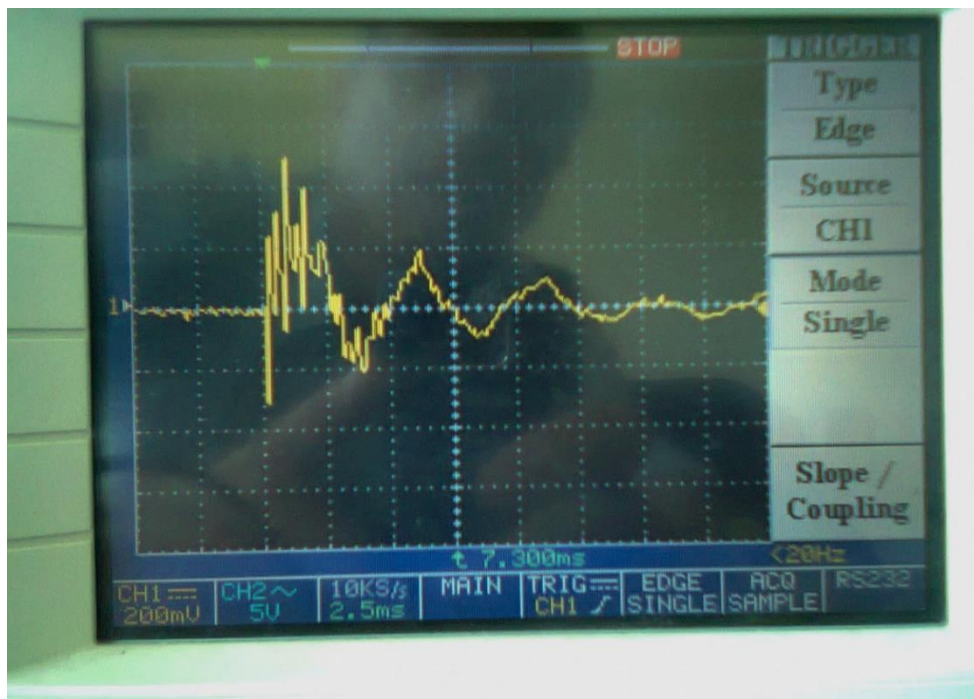 STOP
TRIGGER
Type
Edge
Source
CH1
Mode
Single
Slope /
Coupling
1
7.300ms
<20Hz
CH1
200mV
CH2
5V
10KS/s
2.5ms
MAIN
TRIG
CH1
EDGE
SINGLE
ACQ
SAMPLE
RS232